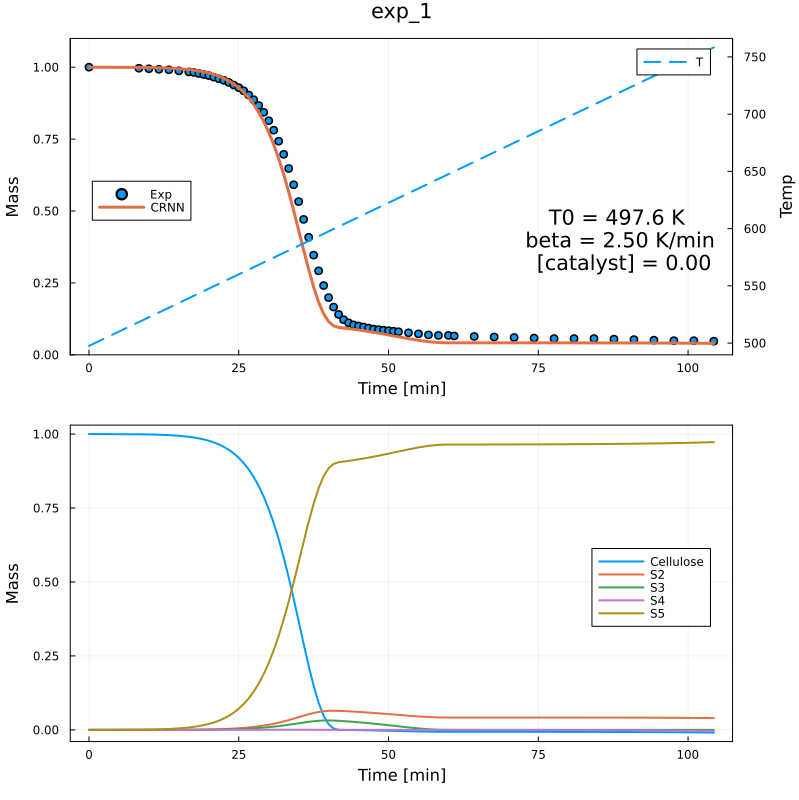 exp_1
1.00
0.75
0.50
0.25
0.00
Mass
Exp
CRNN
T
T0 = 497.6 K
beta = 2.50 K/min
[catalyst] = 0.00
750
700
650
600
550
500
Temp
0
25
50
75
100
Time [min]
1.00
0.75
0.50
0.25
0.00
Mass
Cellulose
S2
S3
S4
S5
0
25
50
75
100
Time [min]